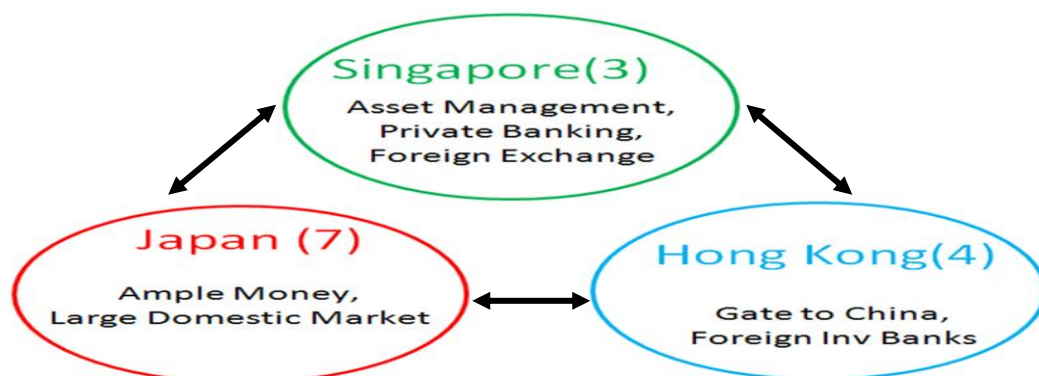 Singapore(3)
Asset Management,
Private Banking,
Foreign Exchange
Japan (7)
Ample Money,
Large Domestic Market
Hong Kong(4)
Gate to China,
Foreign Inv Banks